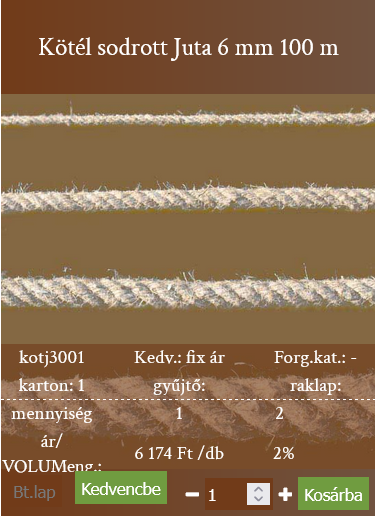 Kötél sodrott Juta 6 mm 100 m
kotj3001 Kedv.: fix ár Forg.kat.: -
karton: 1 gyűjtő: raklap:
mennyiség 1 2
ár/
VOLUMeng.: 6 174 Ft /db 2%
Bt.lap Kedvencbe 1 Kosárba